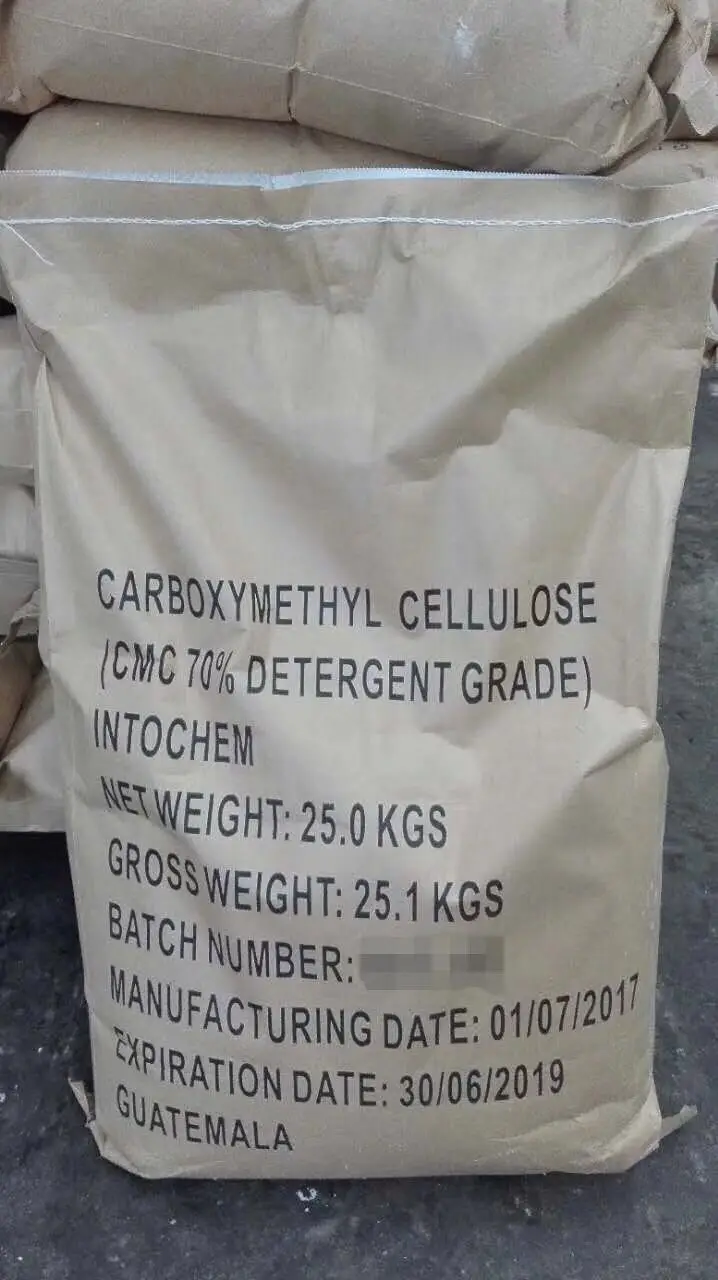 CARBOXYMETHYL CELLULOSE
(CMC 70% DETERGENT GRADE)
INTOCHEM
NET WEIGHT: 25.0 KGS
GROSS WEIGHT: 25.1 KGS
BATCH NUMBER:
MANUFACTURING DATE: 01/07/2017
EXPIRATION DATE: 30/06/2019
GUATEMALA